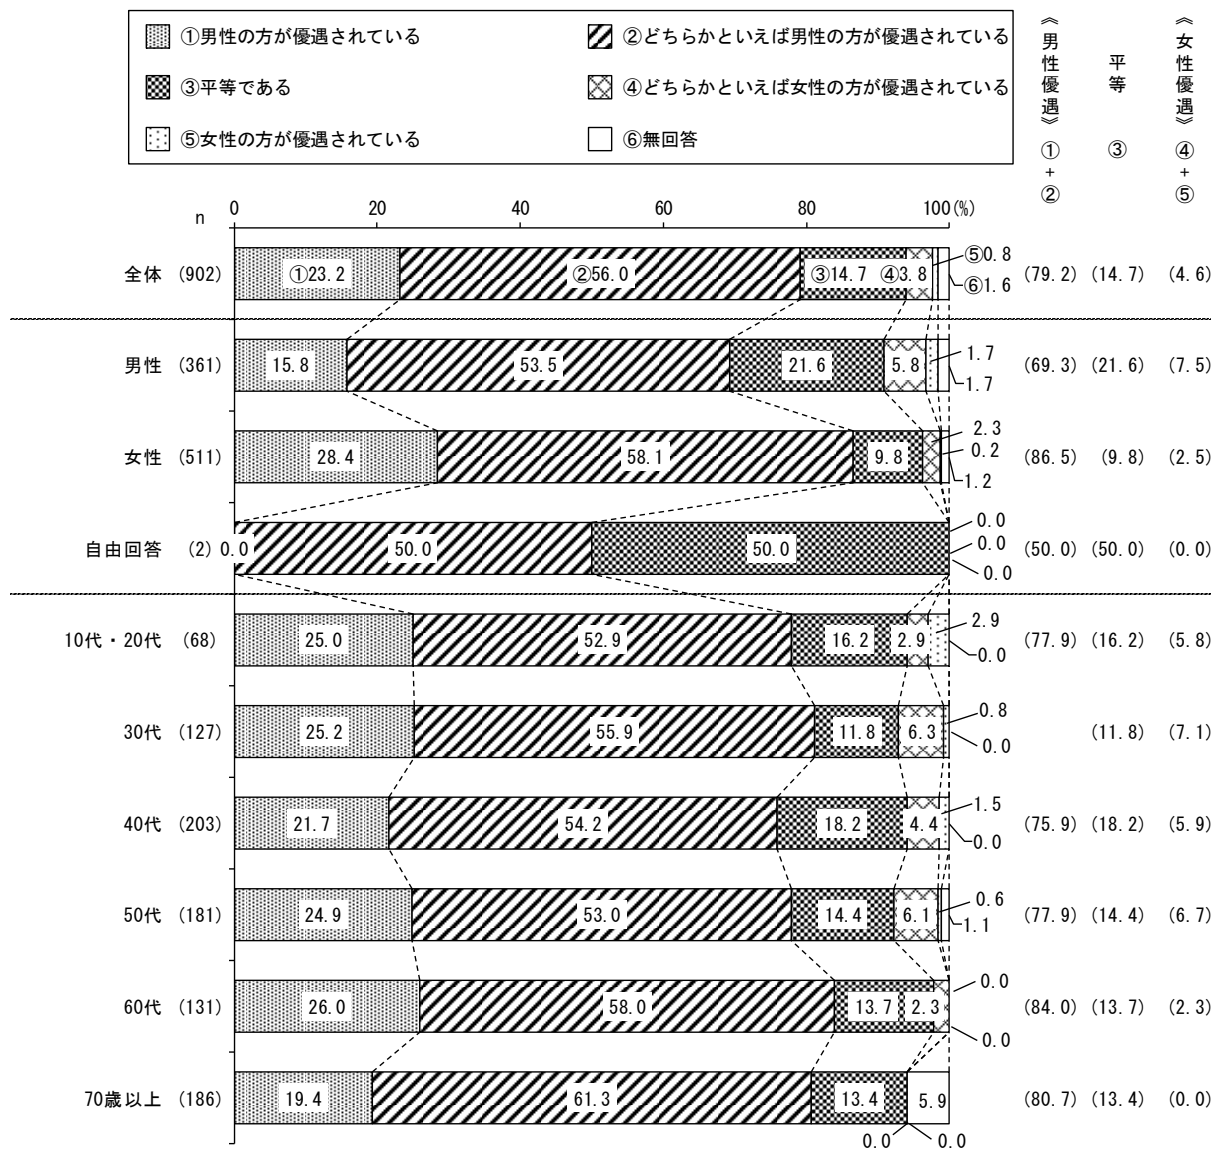 ①男性の方が優遇されている ②どちらかといえば男性の方が優遇されている
③平等である ④どちらかといえば女性の方が優遇されている
⑤女性の方が優遇されている ⑥無回答
《男性優遇》①+②
平等 ③
《女性優遇》④+⑤
n 0 20 40 60 80 100(%)
全体 (902) ①23.2 ②56.0 ③14.7 ④3.8 ⑤0.8 ⑥1.6 (79.2) (14.7) (4.6)
男性 (361) 15.8 53.5 21.6 5.8 1.7 1.7 (69.3) (21.6) (7.5)
女性 (511) 28.4 58.1 9.8 2.3 0.2 1.2 (86.5) (9.8) (2.5)
自由回答 (2) 0.0 50.0 50.0 0.0 0.0 0.0 (50.0) (50.0) (0.0)
10代・20代 (68) 25.0 52.9 16.2 2.9 2.9 0.0 (77.9) (16.2) (5.8)
30代 (127) 25.2 55.9 11.8 6.3 0.8 0.0 (11.8) (7.1)
40代 (203) 21.7 54.2 18.2 4.4 1.5 0.0 (75.9) (18.2) (5.9)
50代 (181) 24.9 53.0 14.4 6.1 0.6 1.1 (77.9) (14.4) (6.7)
60代 (131) 26.0 58.0 13.7 2.3 0.0 0.0 (84.0) (13.7) (2.3)
70歳以上 (186) 19.4 61.3 13.4 5.9 (80.7) (13.4) (0.0)
0.0 0.0